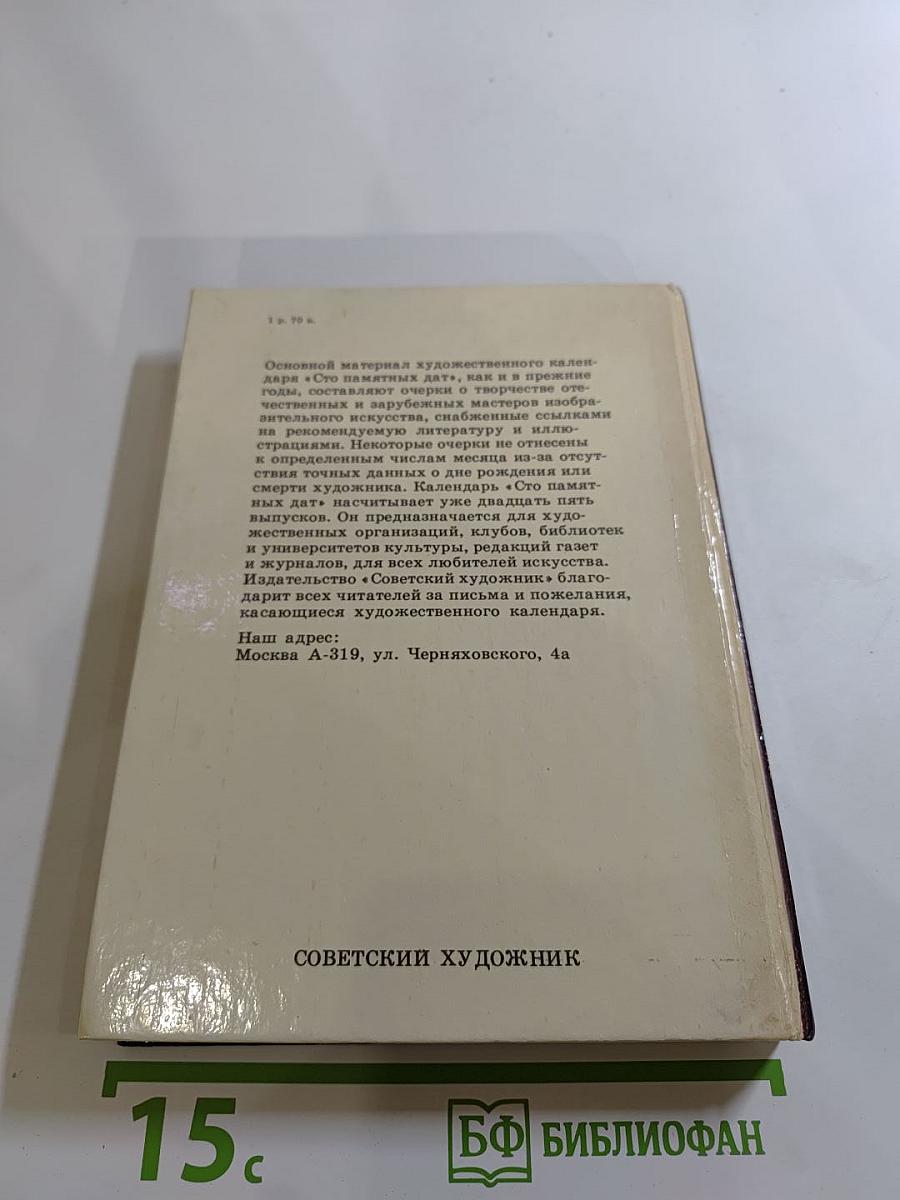 1 р. 70 к.
Основной материал художественного кален-
даря «Сто памятных дат», как и в прежние
годы, составляют очерки о творчестве оте-
чественных и зарубежных мастеров изобра-
зительного искусства, снабженные ссылками
на рекомендуемую литературу и иллю-
страциями. Некоторые очерки не отнесены
к определенным числам месяца из-за отсут-
ствия точных данных о дне рождения или
смерти художника. Календарь «Сто памят-
ных дат» насчитывает уже двадцать пять
выпусков. Он предназначается для худо-
жественных организаций, клубов, библиотек
и университетов культуры, редакций газет
и журналов, для всех любителей искусства.
Издательство «Советский художник» благо-
дарит всех читателей за письма и пожелания,
касающиеся художественного календаря.
Наш адрес:
Москва А-319, ул. Черняховского, 4а
СОВЕТСКИЙ ХУДОЖНИК
15 с
БФ БИБЛИОФАН